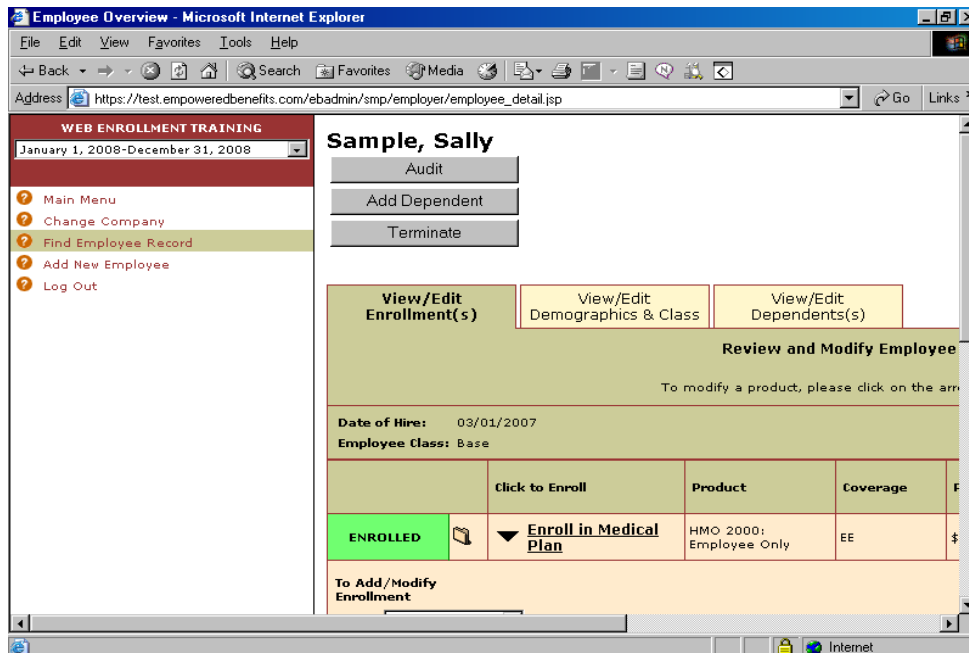 Employee Overview - Microsoft Internet Explorer
File Edit View Favorites Tools Help
Back Search Favorites Media
Address https://test.empoweredbenefits.com/ebadmin/smp/employer/employee_detail.jsp Go Links
WEB ENROLLMENT TRAINING
January 1, 2008-December 31, 2008
? Main Menu
? Change Company
? Find Employee Record
? Add New Employee
? Log Out
Sample, Sally
Audit
Add Dependent
Terminate
View/Edit
Enrollment(s)
View/Edit
Demographics & Class
View/Edit
Dependents(s)
Review and Modify Employee
To modify a product, please click on the arr
Date of Hire: 03/01/2007
Employee Class: Base
Click to Enroll Product Coverage
ENROLLED
Enroll in Medical
Plan
HMO 2000:
Employee Only
EE
$
To Add/Modify
Enrollment
Internet